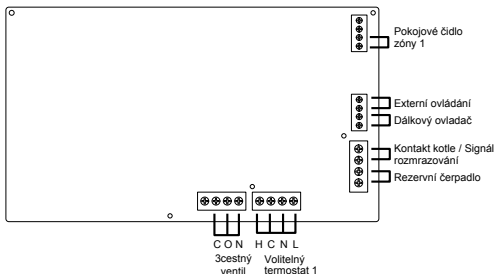 Pokojové čidlo
zóny 1
Externí ovládání
Dálkový ovladač
Kontakt kotle / Signál
rozmrazování
Rezervní čerpadlo
C O N
H C N L
3cestný
ventil
Volitelný
termostat 1